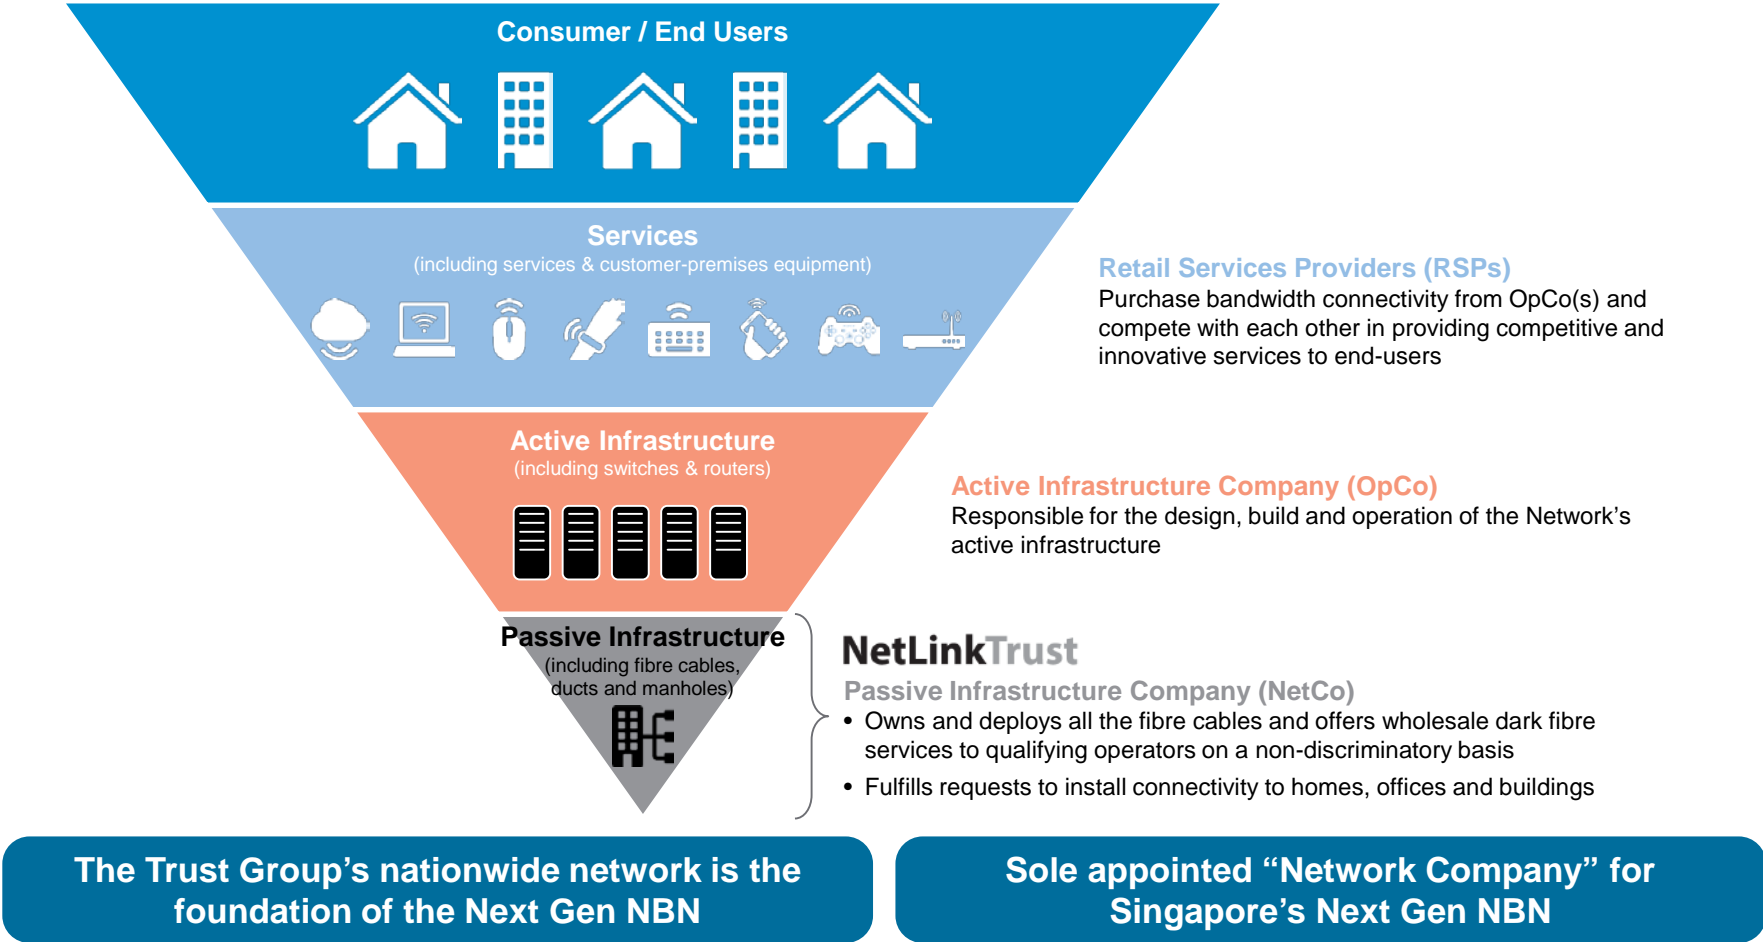 Consumer / End Users
Services
(including services & customer-premises equipment)
Retail Services Providers (RSPs)
Purchase bandwidth connectivity from OpCo(s) and
compete with each other in providing competitive and
innovative services to end-users
Active Infrastructure
(including switches & routers)
Active Infrastructure Company (OpCo)
Responsible for the design, build and operation of the Network’s
active infrastructure
Passive Infrastructure
(including fibre cables,
ducts and manholes)
NetLinkTrust
Passive Infrastructure Company (NetCo)
• Owns and deploys all the fibre cables and offers wholesale dark fibre
services to qualifying operators on a non-discriminatory basis
• Fulfills requests to install connectivity to homes, offices and buildings
The Trust Group’s nationwide network is the
foundation of the Next Gen NBN
Sole appointed “Network Company” for
Singapore’s Next Gen NBN